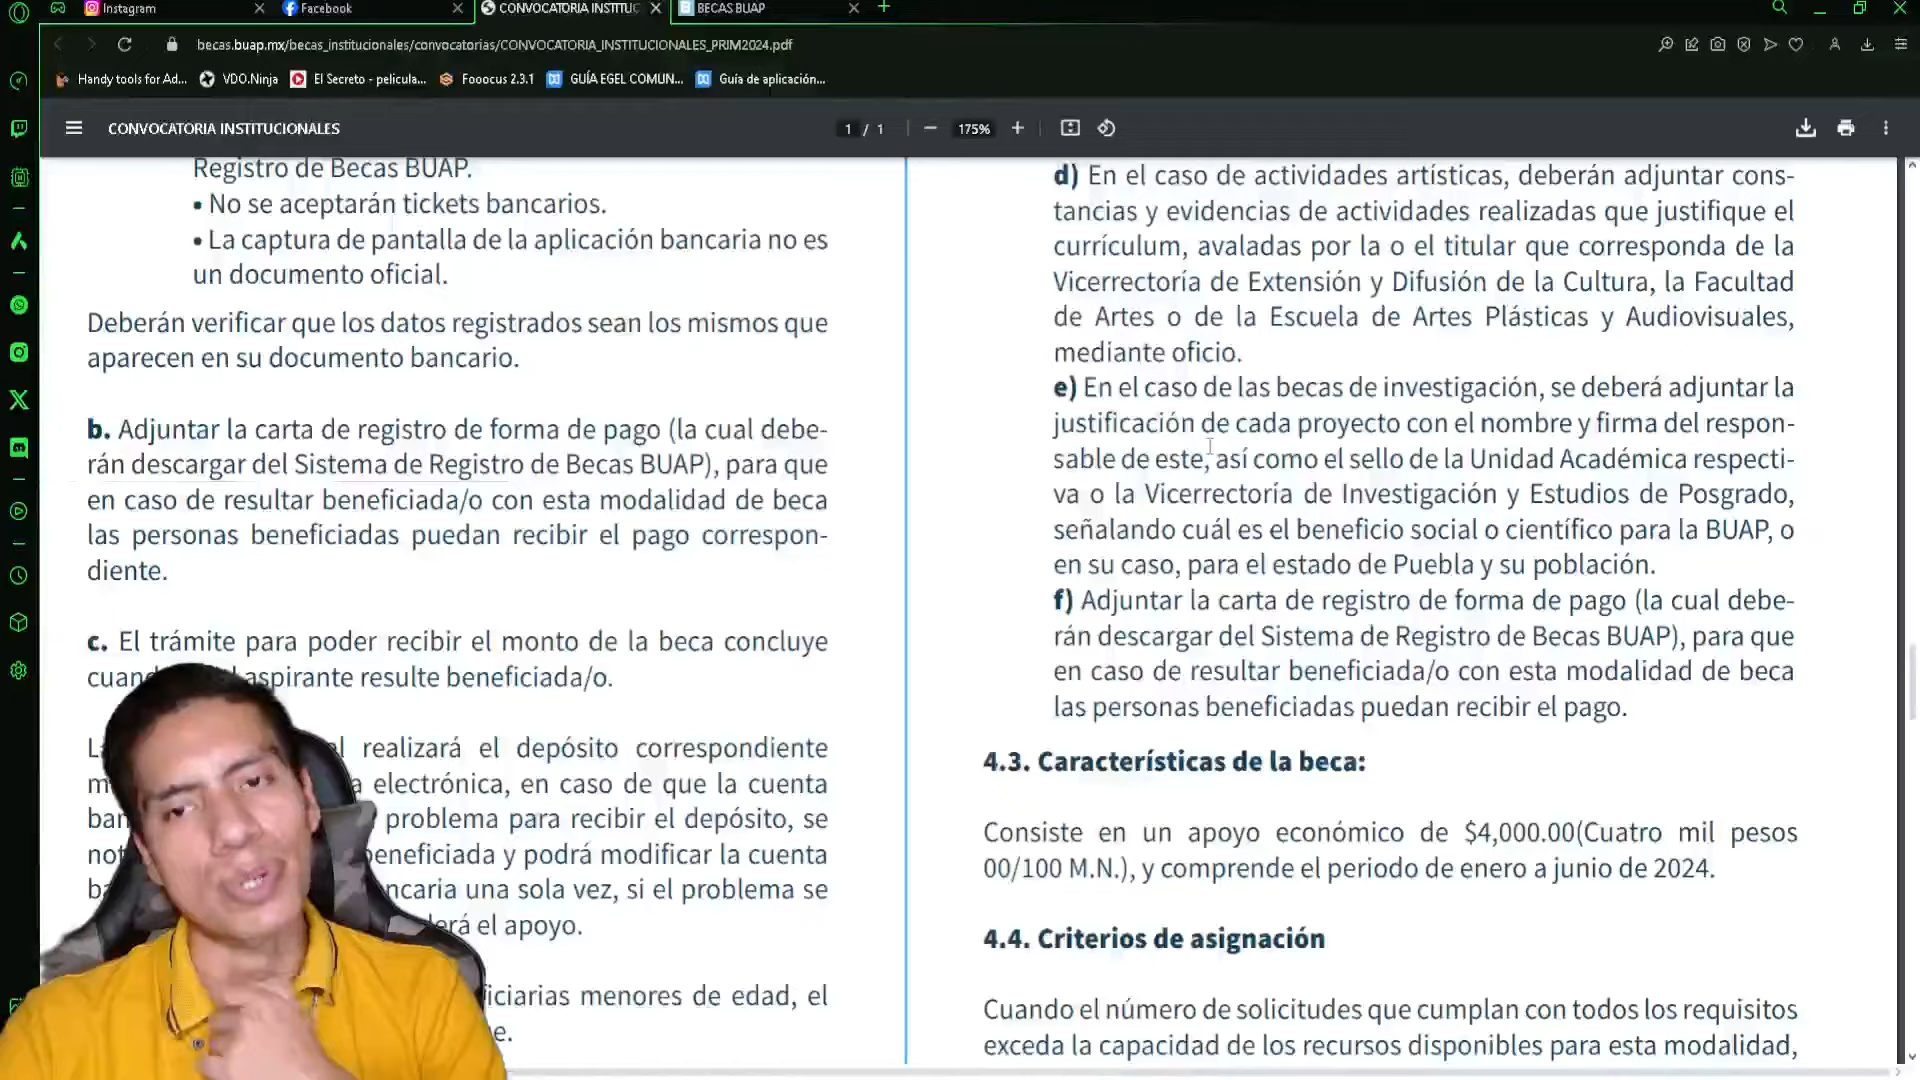 Instagram
Facebook
CONVOCATORIA INSTITUC
BECAS BUAP
becas.buap.mx/becas_institucionales/convocatorias/CONVOCATORIA_INSTITUCIONALES_PRIM2024.pdf
Handy tools for Ad...
VDO.Ninja
El Secreto - pelicula...
Fooocus 2.3.1
GUÍA EGEL COMUN...
Guía de aplicación...
CONVOCATORIA INSTITUCIONALES
1 / 1
175%
Registro de Becas BUAP.
• No se aceptarán tickets bancarios.
• La captura de pantalla de la aplicación bancaria no es
un documento oficial.
Deberán verificar que los datos registrados sean los mismos que
aparecen en su documento bancario.
b. Adjuntar la carta de registro de forma de pago (la cual debe-
rán descargar del Sistema de Registro de Becas BUAP), para que
en caso de resultar beneficiada/o con esta modalidad de beca
las personas beneficiadas puedan recibir el pago correspon-
diente.
c. El trámite para poder recibir el monto de la beca concluye
aspirante resulte beneficiada/o.
realizará el depósito correspondiente
electrónica, en caso de que la cuenta
problema para recibir el depósito, se
beneficiada y podrá modificar la cuenta
una sola vez, si el problema se
el apoyo.
menores de edad, el
d) En el caso de actividades artísticas, deberán adjuntar cons-
tancias y evidencias de actividades realizadas que justifique el
currículum, avaladas por la o el titular que corresponda de la
Vicerrectoría de Extensión y Difusión de la Cultura, la Facultad
de Artes o de la Escuela de Artes Plásticas y Audiovisuales,
mediante oficio.
e) En el caso de las becas de investigación, se deberá adjuntar la
justificación de cada proyecto con el nombre y firma del respon-
sable de este, así como el sello de la Unidad Académica respecti-
va o la Vicerrectoría de Investigación y Estudios de Posgrado,
señalando cuál es el beneficio social o científico para la BUAP, o
en su caso, para el estado de Puebla y su población.
f) Adjuntar la carta de registro de forma de pago (la cual debe-
rán descargar del Sistema de Registro de Becas BUAP), para que
en caso de resultar beneficiada/o con esta modalidad de beca
las personas beneficiadas puedan recibir el pago.
4.3. Características de la beca:
Consiste en un apoyo económico de $4,000.00(Cuatro mil pesos
00/100 M.N.), y comprende el periodo de enero a junio de 2024.
4.4. Criterios de asignación
Cuando el número de solicitudes que cumplan con todos los requisitos
exceda la capacidad de los recursos disponibles para esta modalidad,